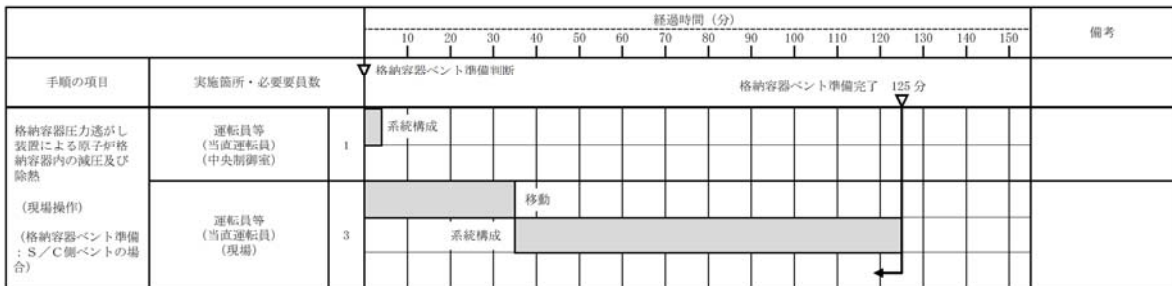 経過時間（分）
備考
10 20 30 40 50 60 70 80 90 100 110 120 130 140 150
手順の項目
実施箇所・必要要員数
格納容器ベント準備判断
格納容器ベント準備完了 125分
格納容器圧力逃がし
装置による原子炉格
納容器内の減圧及び
除熱
（現場操作）
（格納容器ベント準備
：Ｓ／Ｃ側ベントの場
合）
運転員等
（当直運転員）
（中央制御室）
1
系統構成
運転員等
（当直運転員）
（現場）
3
移動
系統構成